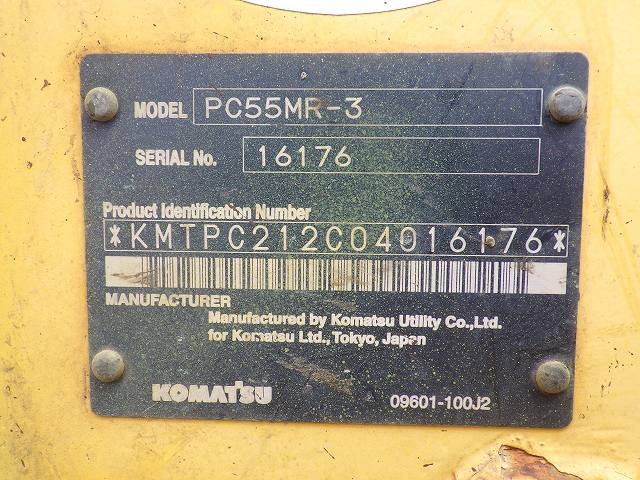 MODEL PC55MR-3
SERIAL No. 16176
Product Identification Number
*KMTPC212C04016176*
MANUFACTURER
Manufactured by Komatsu Utility Co.,Ltd.
for Komatsu Ltd., Tokyo, Japan
KOMATSU 09601-100J2